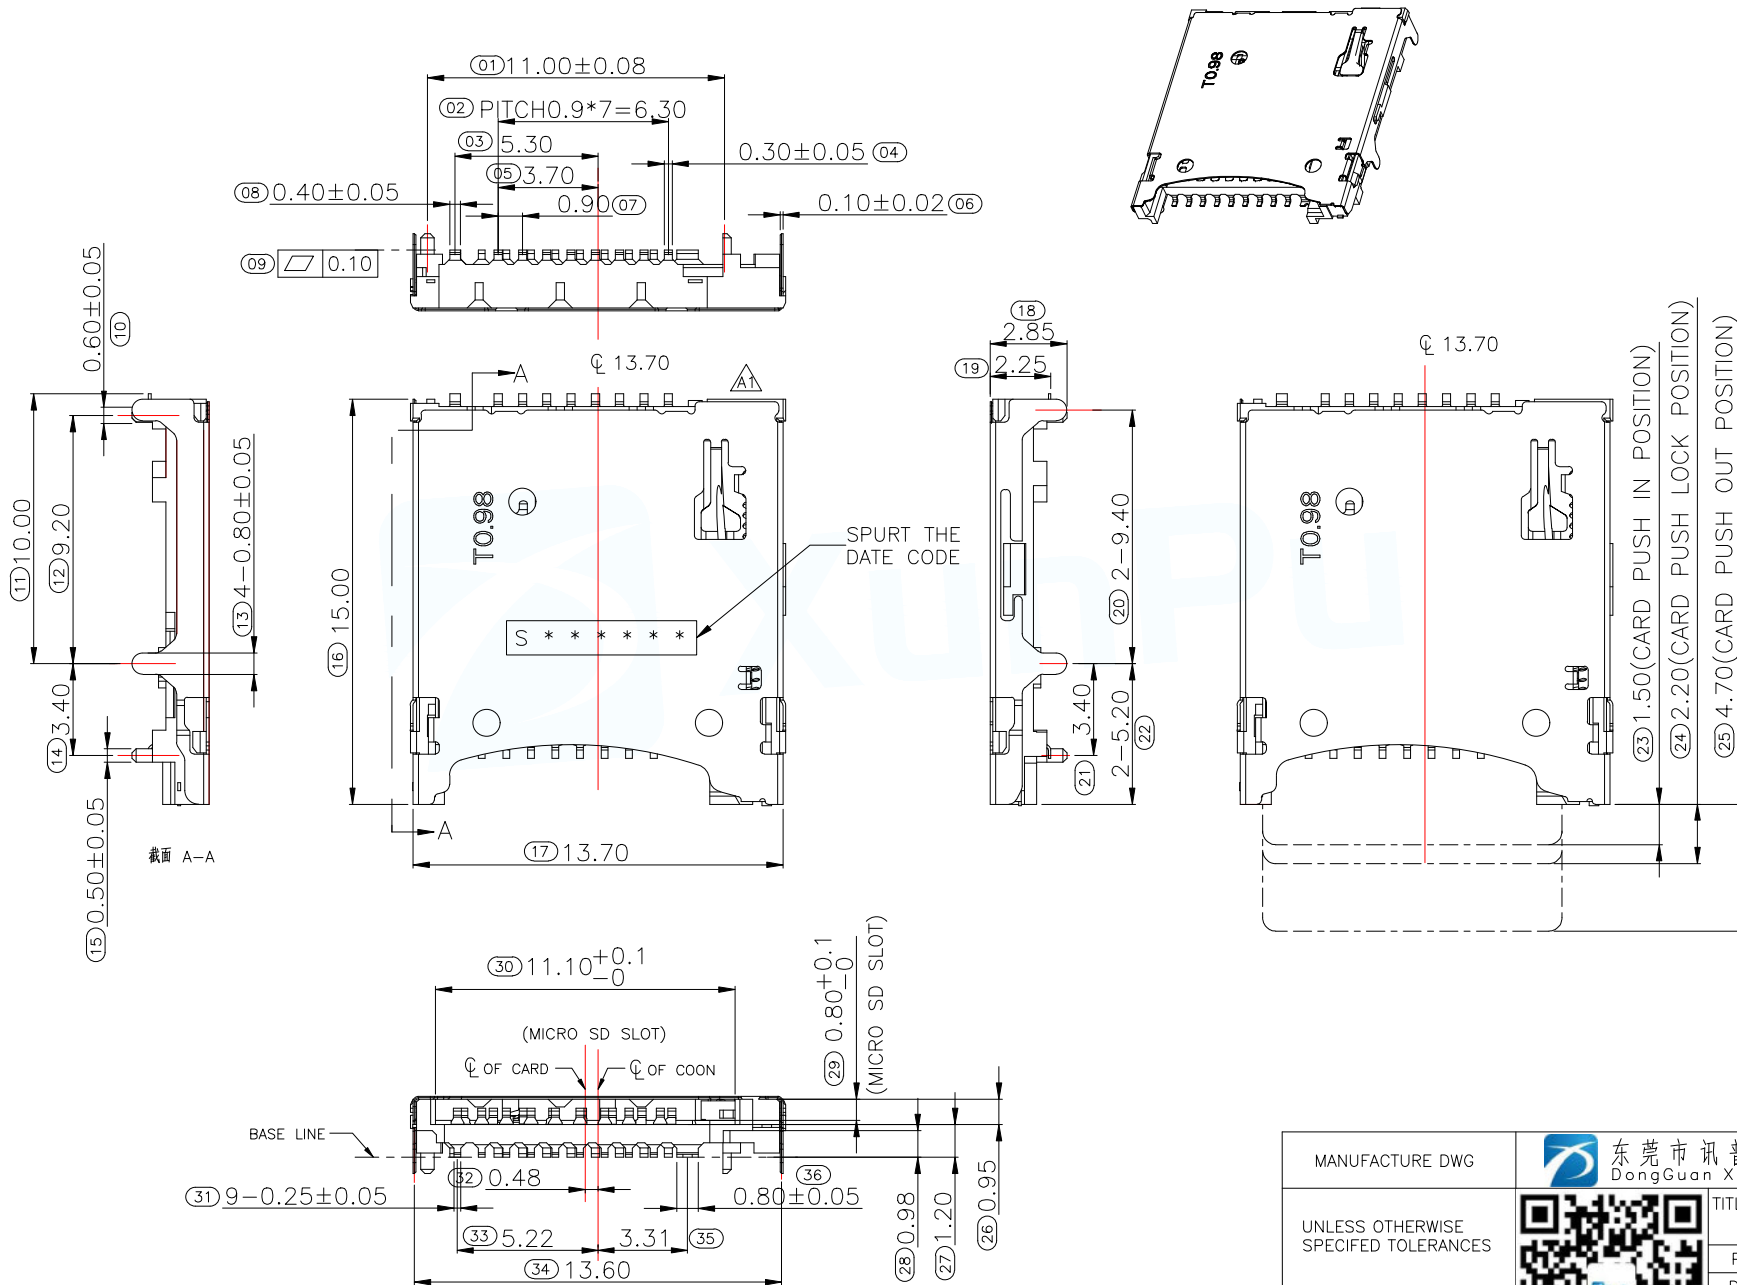 01 11.00±0.08
02 PITCH0.9*7=6.30
03 5.30
0.30±0.05 04
05 3.70
08 0.40±0.05
0.90 07
0.10±0.02 06
09 ▱ 0.10
T0.98
10 0.60±0.05
11 10.00
12 9.20
13 4-0.80±0.05
14 3.40
15 0.50±0.05
截面 A-A
A
℄ 13.70
A1
T0.98
SPURT THE
DATE CODE
S * * * * * *
16 15.00
A
17 13.70
XunPu
18
2.85
19 2.25
20 2-9.40
21 3.40
22 2-5.20
℄ 13.70
T0.98
23 1.50(CARD PUSH IN POSITION)
24 2.20(CARD PUSH LOCK POSITION)
25 4.70(CARD PUSH OUT POSITION)
30 11.10+0.1
-0
(MICRO SD SLOT)
℄ OF CARD
℄ OF COON
29 0.80+0.1
-0
(MICRO SD SLOT)
BASE LINE
32 0.48
36
31 9-0.25±0.05
0.80±0.05
33 5.22
3.31 35
34 13.60
28 0.98
27 1.20
26 0.95
MANUFACTURE DWG
东莞市讯普
DongGuan X
UNLESS OTHERWISE
SPECIFED TOLERANCES